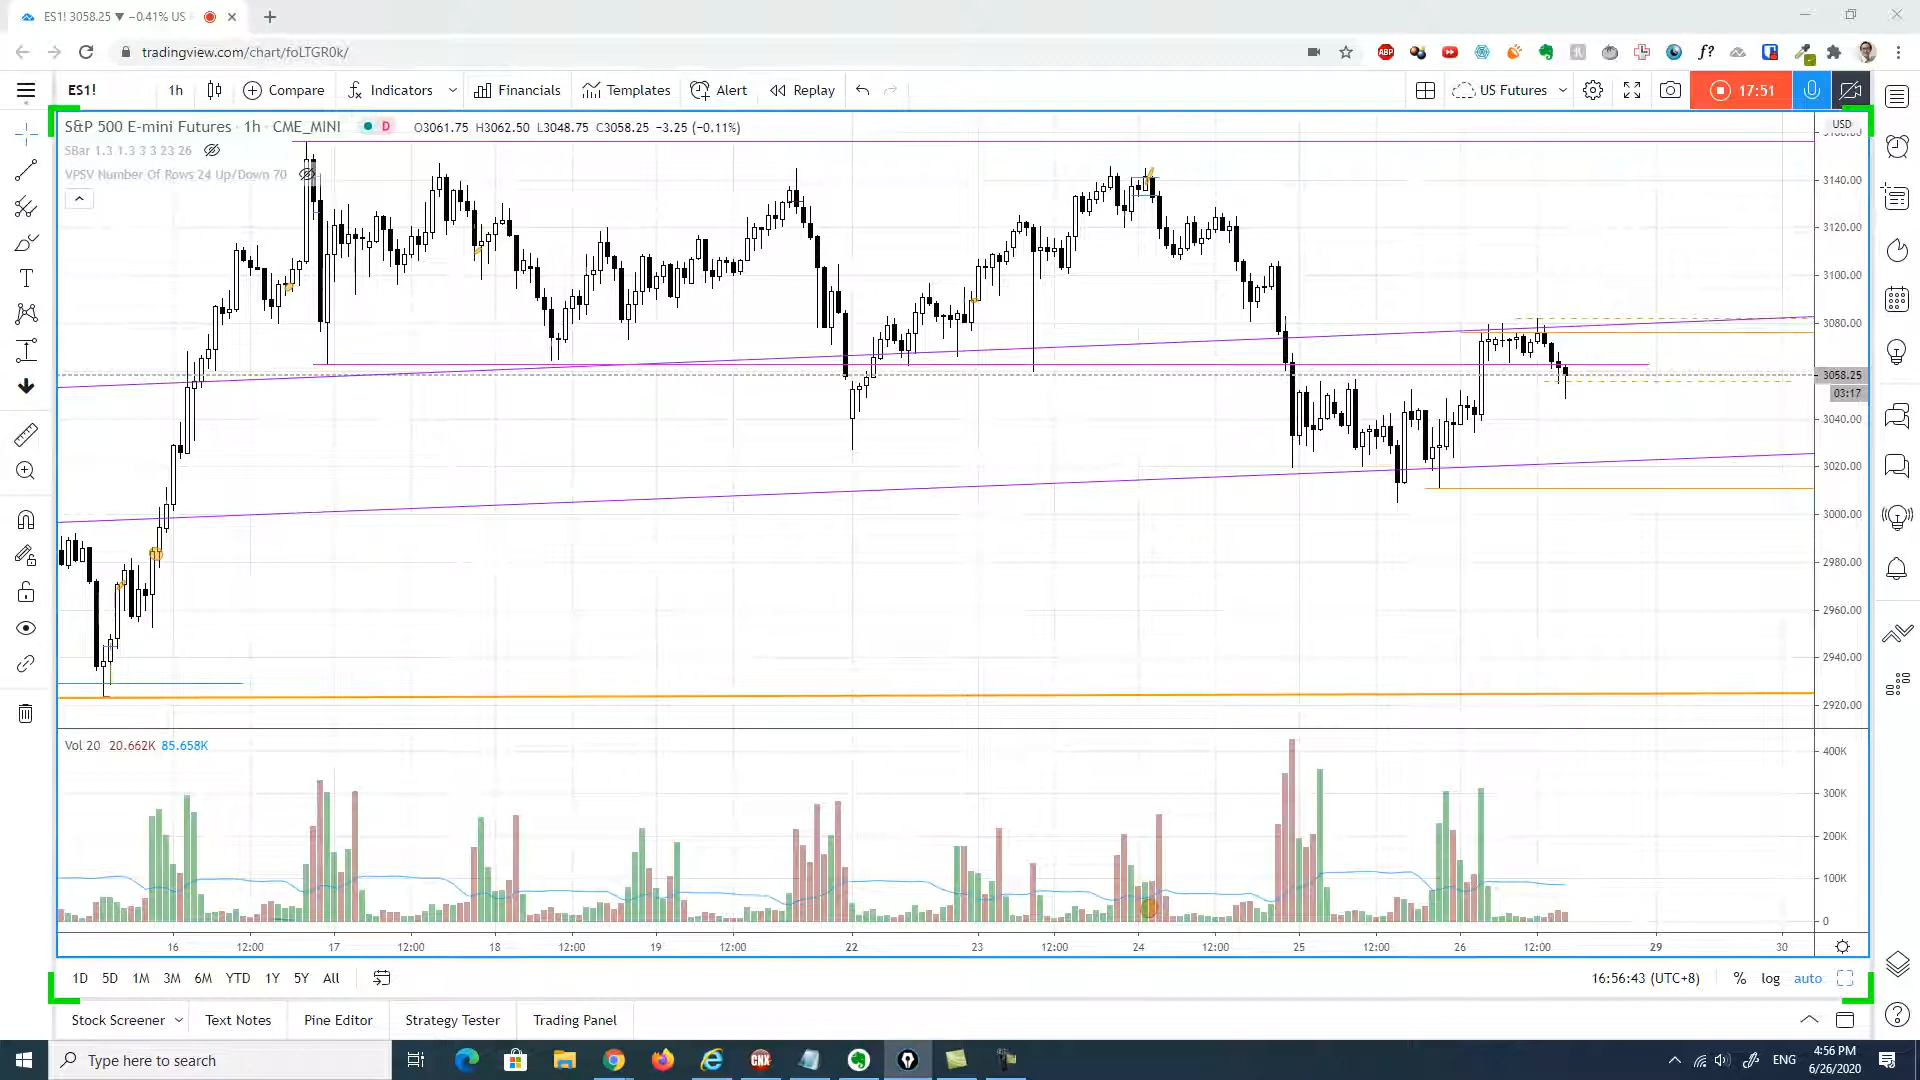 ES1! 3058.25 ▼ −0.41% US
tradingview.com/chart/foLTGR0k/
ES1! 1h Compare Indicators Financials Templates Alert Replay US Futures 17:51
S&P 500 E-mini Futures · 1h · CME_MINI D O3061.75 H3062.50 L3048.75 C3058.25 −3.25 (−0.11%)
SBar 1.3 1.3 3 3 23 26
VPSV Number Of Rows 24 Up/Down 70
USD
3140.00
3120.00
3100.00
3080.00
3058.25
03:17
3040.00
3020.00
3000.00
2980.00
2960.00
2940.00
2920.00
Vol 20 20.662K 85.658K
400K
300K
200K
100K
0
16 12:00 17 12:00 18 12:00 19 12:00 22 23 12:00 24 12:00 25 12:00 26 12:00 29 30
1D 5D 1M 3M 6M YTD 1Y 5Y All 16:56:43 (UTC+8) % log auto
Stock Screener Text Notes Pine Editor Strategy Tester Trading Panel
Type here to search
CNX
ENG
4:56 PM
6/26/2020